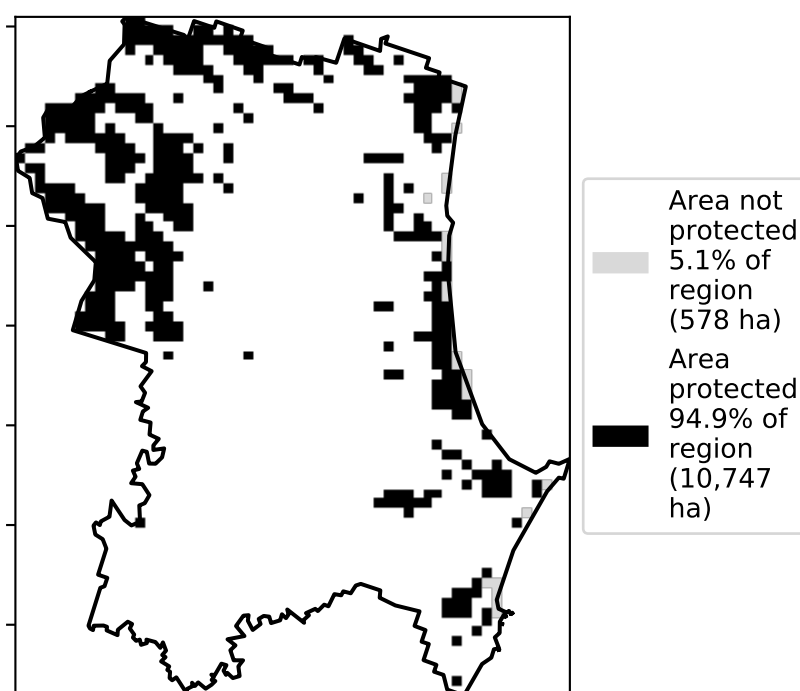 Area not
protected
5.1% of
region
(578 ha)
Area
protected
94.9% of
region
(10,747
ha)